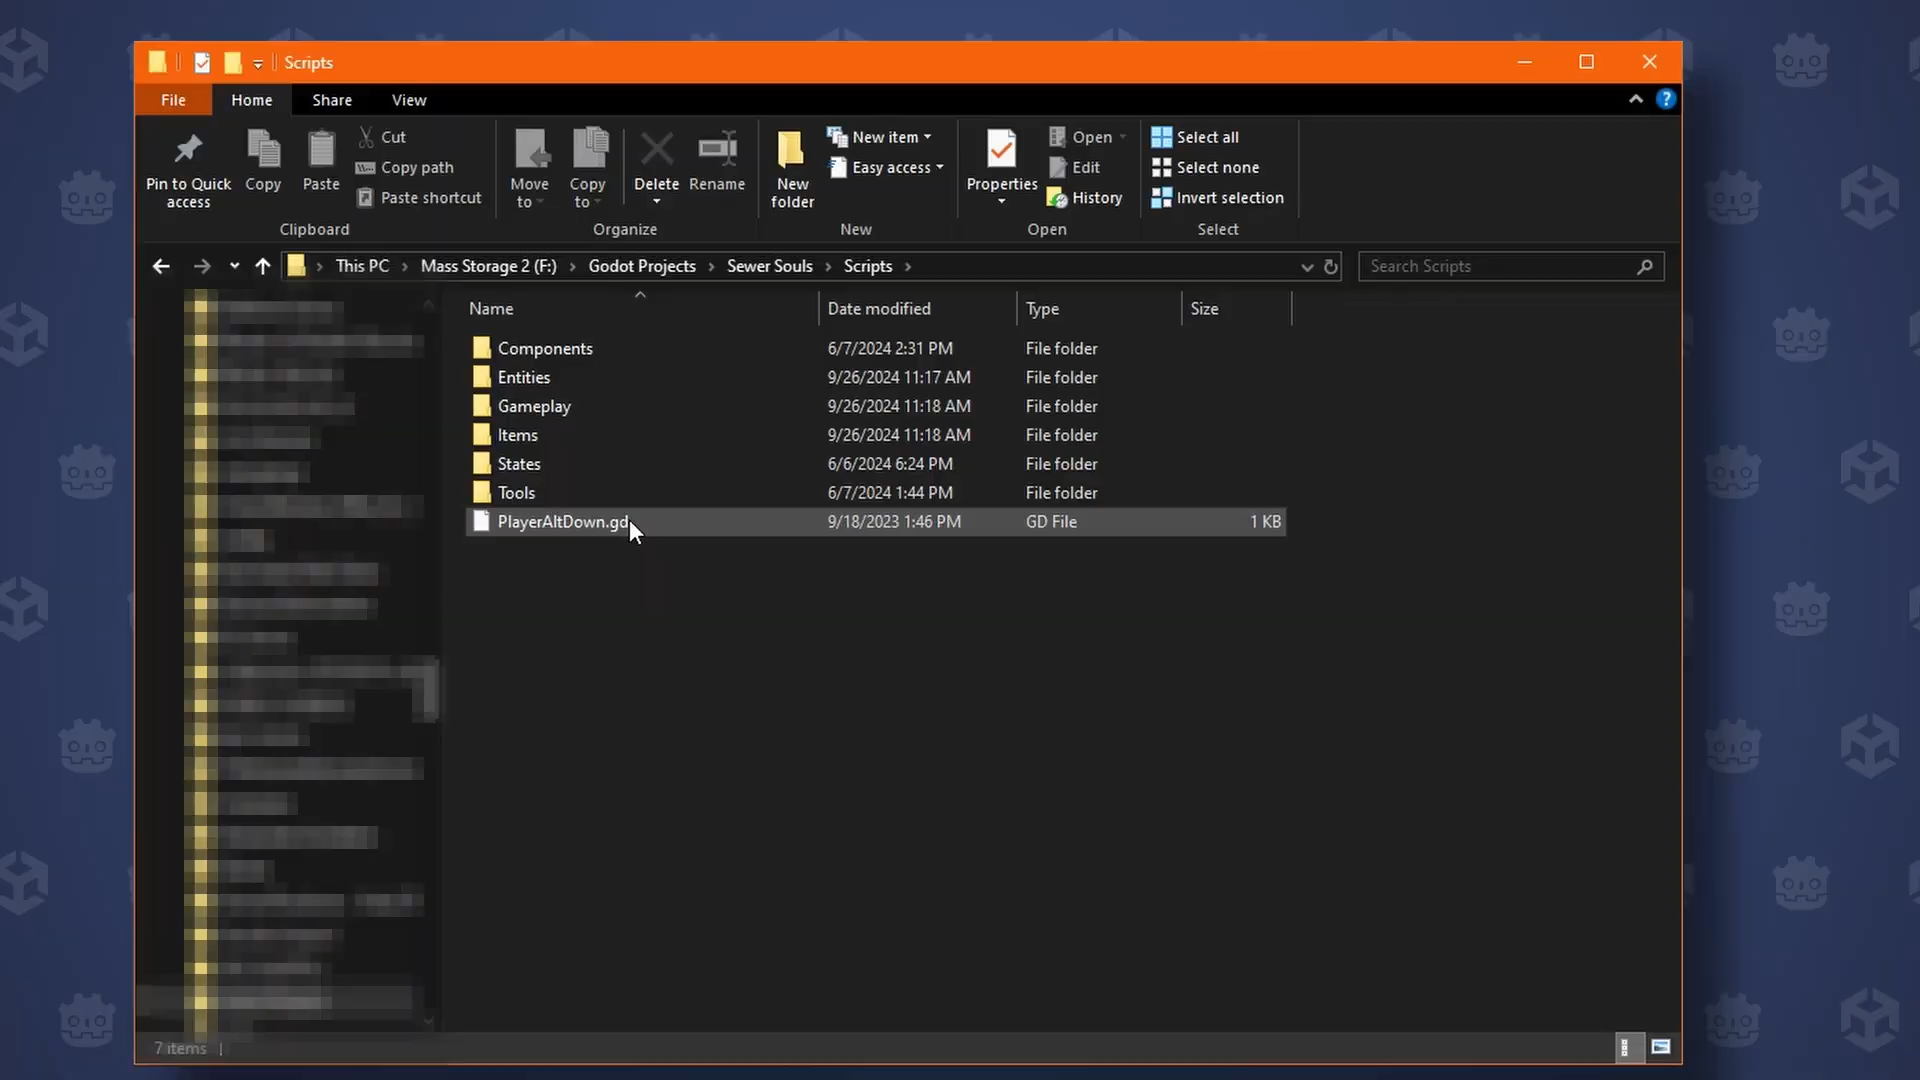 Scripts
File Home Share View
Pin to Quick access
Copy
Paste
Cut
Copy path
Paste shortcut
Clipboard
Move to
Copy to
Delete
Rename
Organize
New folder
New item
Easy access
New
Properties
Open
Edit
History
Open
Select all
Select none
Invert selection
Select
This PC Mass Storage 2 (F:) Godot Projects Sewer Souls Scripts
Search Scripts
Name Date modified Type Size
Components 6/7/2024 2:31 PM File folder
Entities 9/26/2024 11:17 AM File folder
Gameplay 9/26/2024 11:18 AM File folder
Items 9/26/2024 11:18 AM File folder
States 6/6/2024 6:24 PM File folder
Tools 6/7/2024 1:44 PM File folder
PlayerAltDown.gd 9/18/2023 1:46 PM GD File 1 KB
7 items